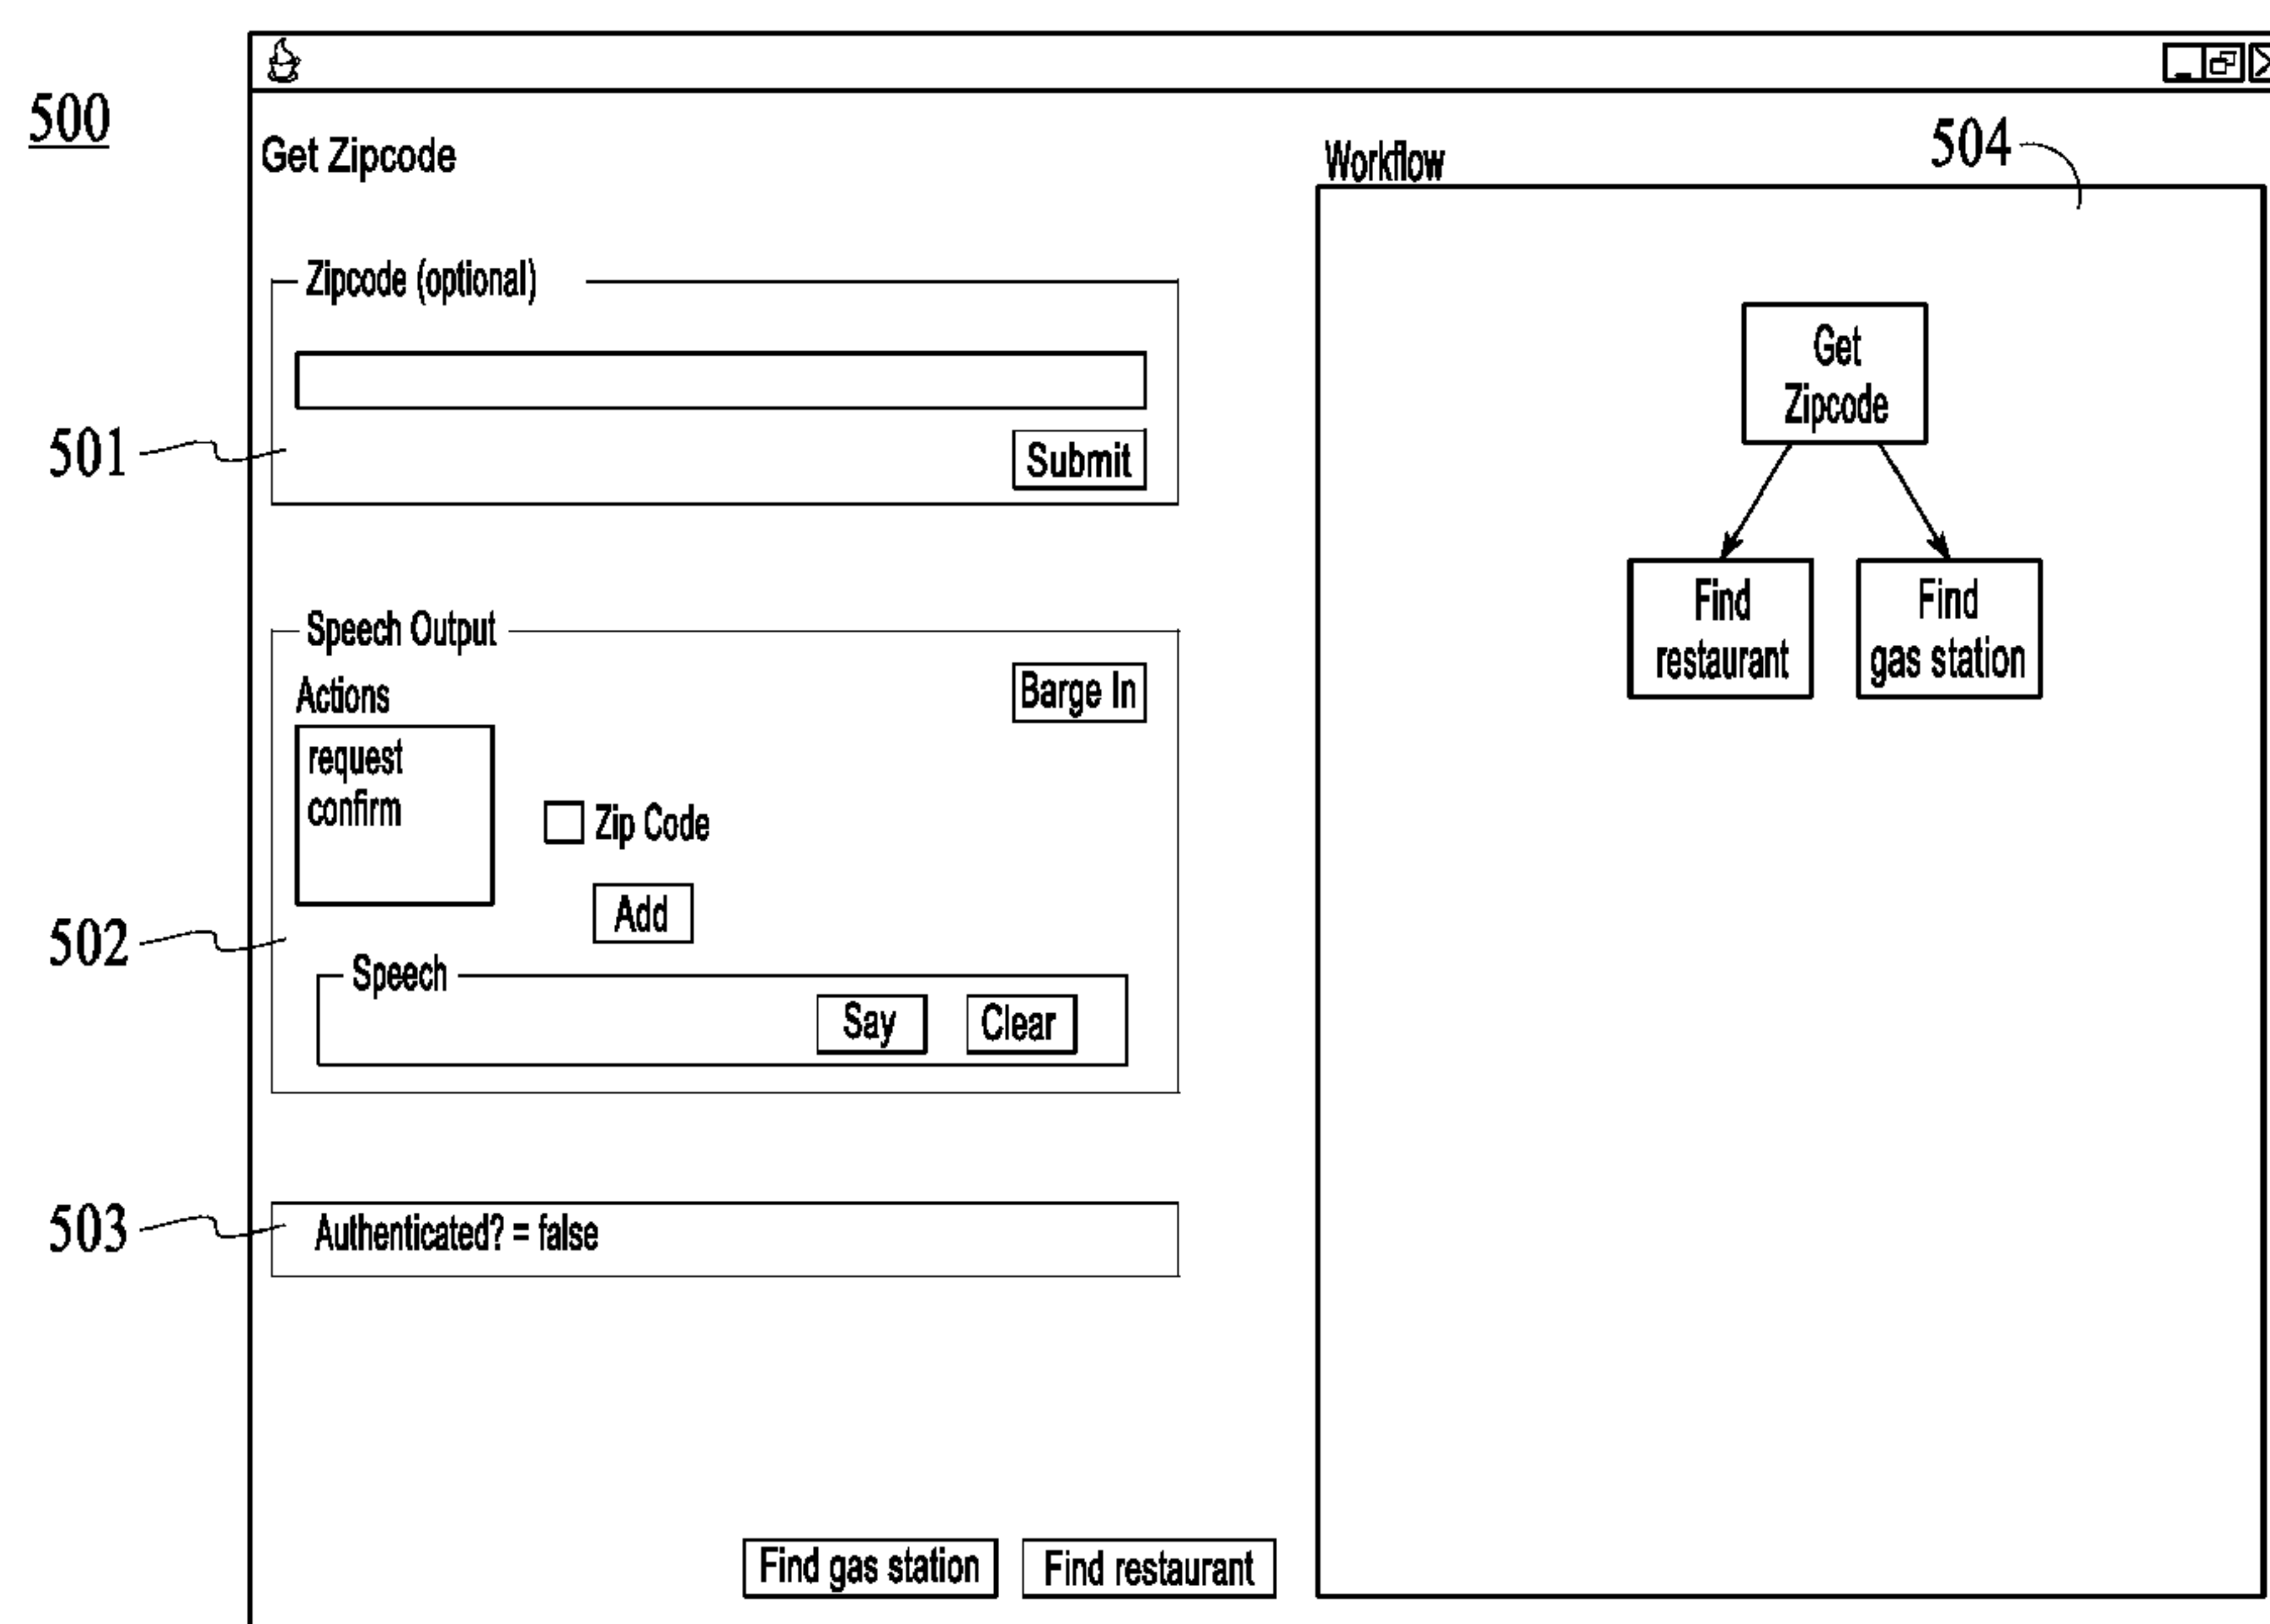 500
Get Zipcode
Workflow
504
Zipcode (optional)
501
Submit
Get
Zipcode
Find
restaurant
Find
gas station
Speech Output
Actions
Barge In
request
confirm
Zip Code
Add
502
Speech
Say
Clear
503
Authenticated? = false
Find gas station
Find restaurant